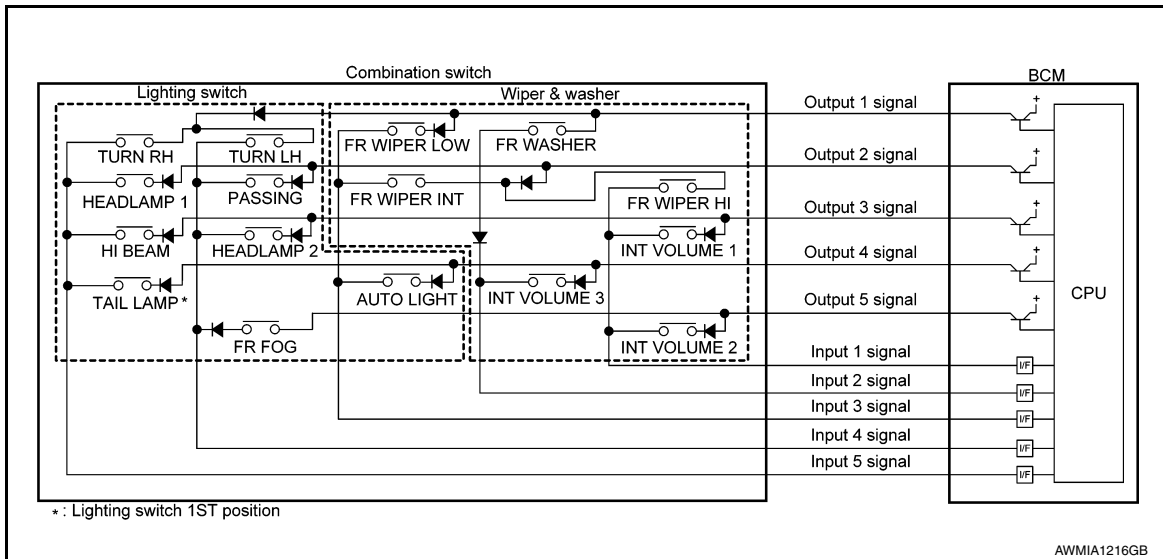 Combination switch
BCM
Lighting switch
Wiper & washer
Output 1 signal
+
TURN RH
TURN LH
FR WIPER LOW
FR WASHER
Output 2 signal
+
HEADLAMP 1
PASSING
FR WIPER INT
FR WIPER HI
Output 3 signal
+
HI BEAM
HEADLAMP 2
INT VOLUME 1
Output 4 signal
+
TAIL LAMP*
AUTO LIGHT
INT VOLUME 3
CPU
Output 5 signal
+
FR FOG
INT VOLUME 2
Input 1 signal
I/F
Input 2 signal
I/F
Input 3 signal
I/F
Input 4 signal
I/F
Input 5 signal
I/F
* : Lighting switch 1ST position
AWMIA1216GB